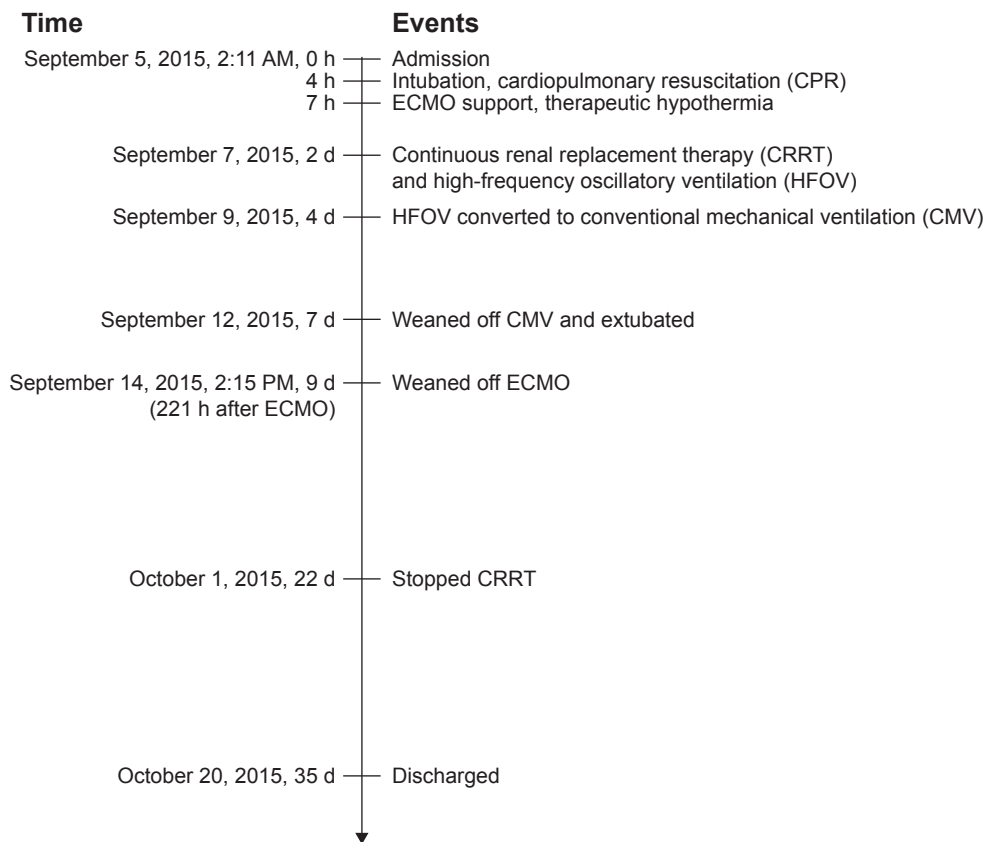 Time Events
September 5, 2015, 2:11 AM, 0 h Admission
4 h Intubation, cardiopulmonary resuscitation (CPR)
7 h ECMO support, therapeutic hypothermia
September 7, 2015, 2 d Continuous renal replacement therapy (CRRT)
and high-frequency oscillatory ventilation (HFOV)
September 9, 2015, 4 d HFOV converted to conventional mechanical ventilation (CMV)
September 12, 2015, 7 d Weaned off CMV and extubated
September 14, 2015, 2:15 PM, 9 d Weaned off ECMO
(221 h after ECMO)
October 1, 2015, 22 d Stopped CRRT
October 20, 2015, 35 d Discharged